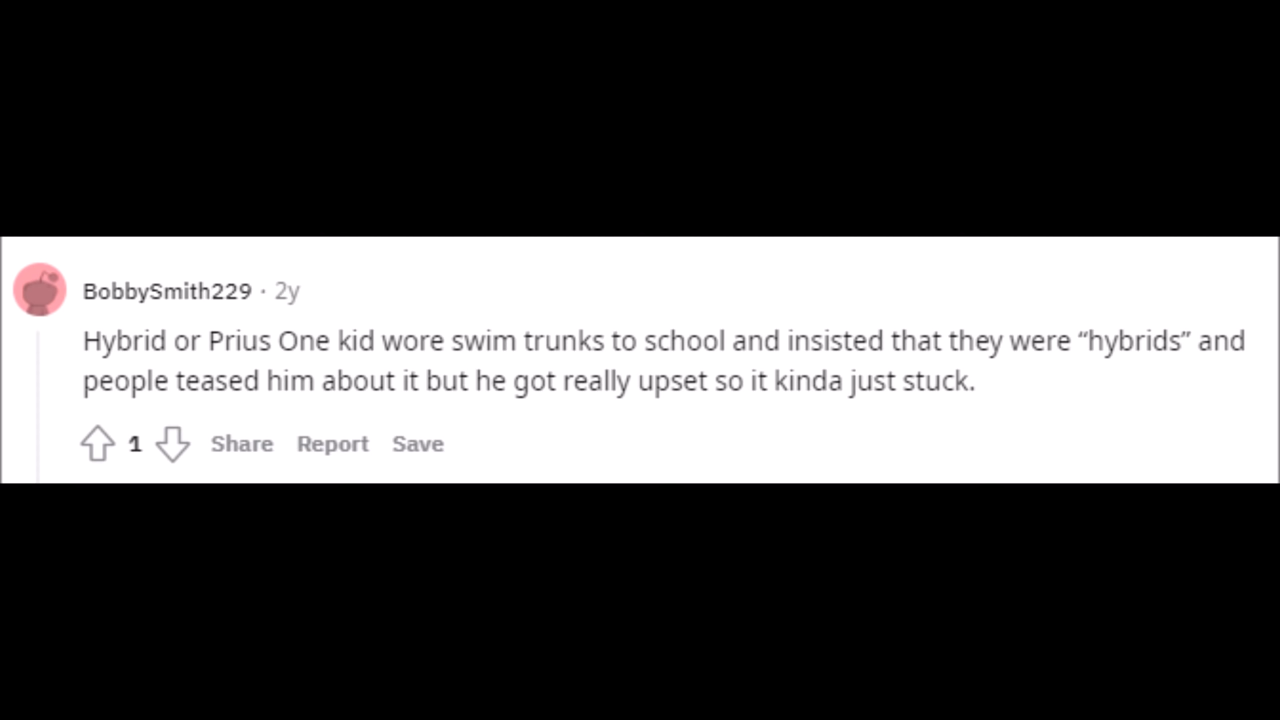 BobbySmith229 · 2y
Hybrid or Prius One kid wore swim trunks to school and insisted that they were “hybrids” and
people teased him about it but he got really upset so it kinda just stuck.
1 Share Report Save